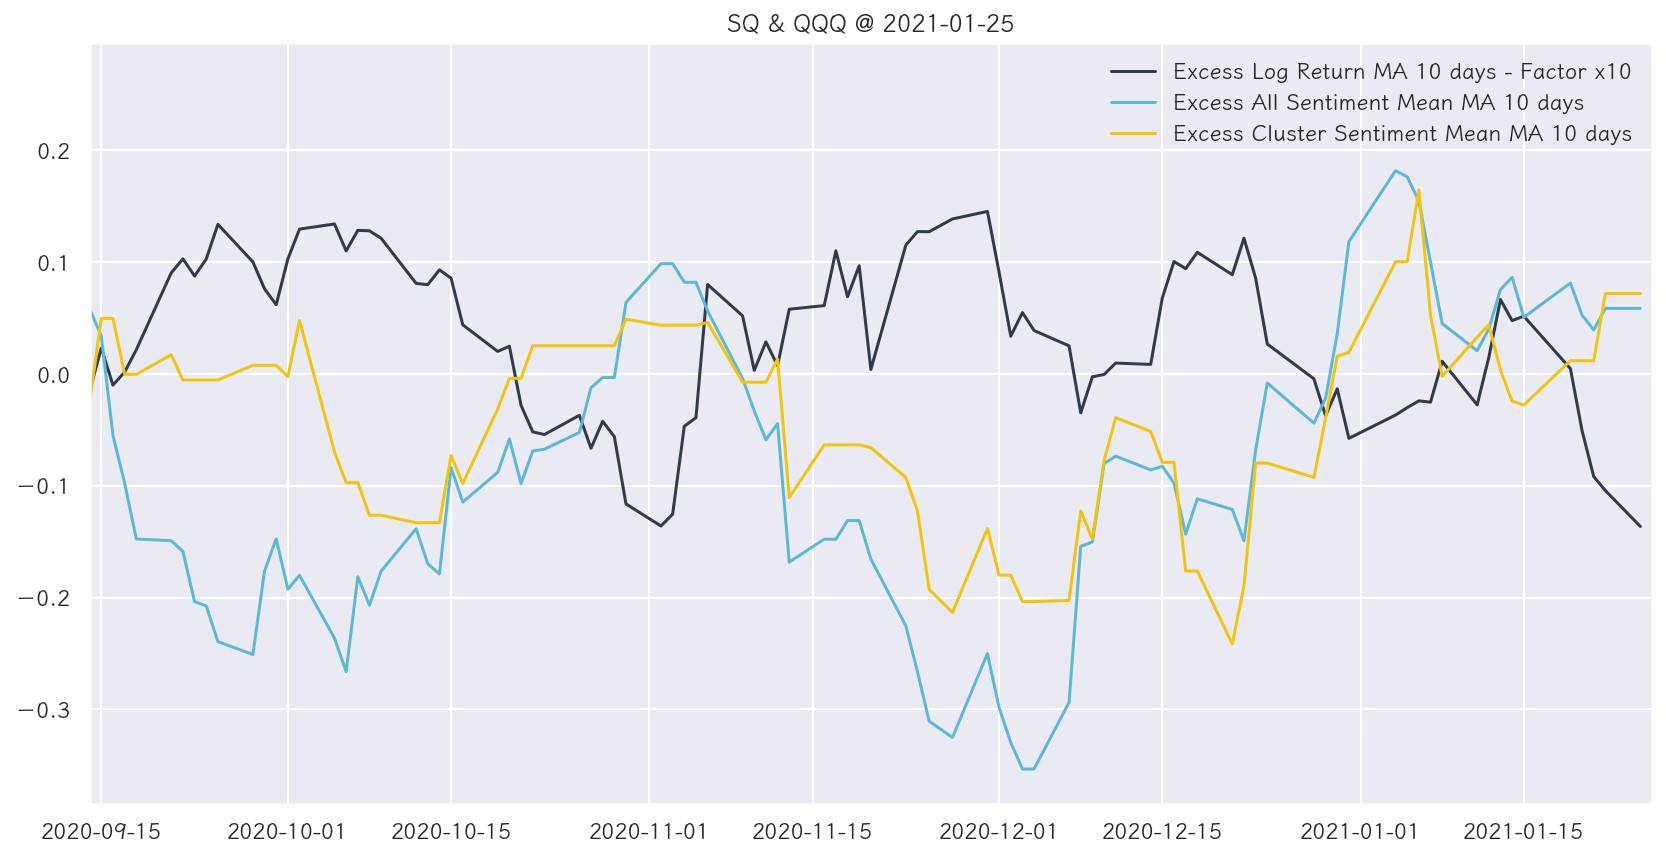 SQ & QQQ @ 2021-01-25
Excess Log Return MA 10 days - Factor x10
Excess All Sentiment Mean MA 10 days
Excess Cluster Sentiment Mean MA 10 days
0.2
0.1
0.0
−0.1
−0.2
−0.3
2020-09-15 2020-10-01 2020-10-15 2020-11-01 2020-11-15 2020-12-01 2020-12-15 2021-01-01 2021-01-15